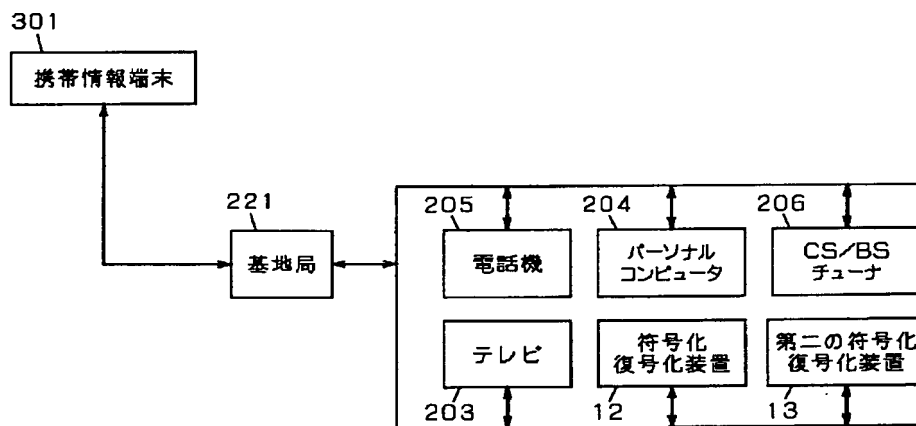 301
携帯情報端末
221
基地局
205
電話機
204
パーソナル
コンピュータ
206
CS/BS
チューナ
テレビ
203
符号化
復号化装置
12
第二の符号化
復号化装置
13